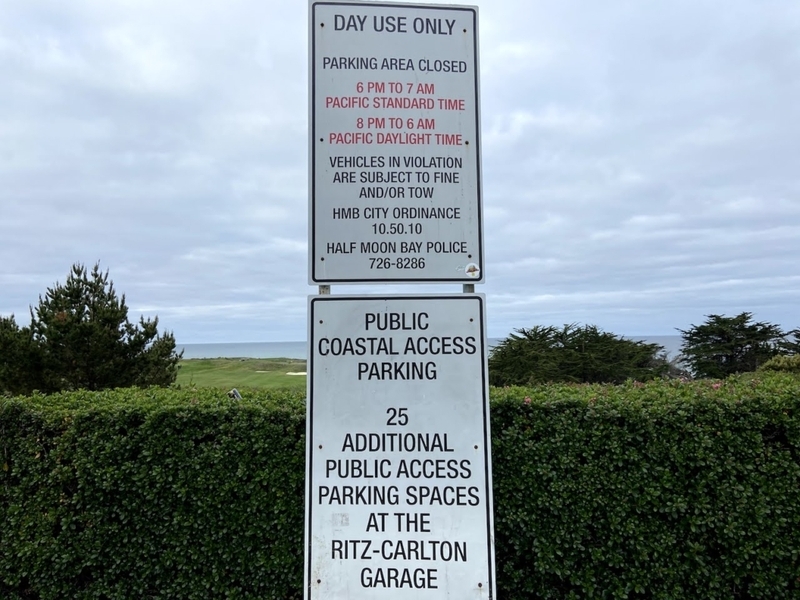 DAY USE ONLY
PARKING AREA CLOSED
6 PM TO 7 AM
PACIFIC STANDARD TIME
8 PM TO 6 AM
PACIFIC DAYLIGHT TIME
VEHICLES IN VIOLATION
ARE SUBJECT TO FINE
AND/OR TOW
HMB CITY ORDINANCE
10.50.10
HALF MOON BAY POLICE
726-8286
PUBLIC
COASTAL ACCESS
PARKING
25
ADDITIONAL
PUBLIC ACCESS
PARKING SPACES
AT THE
RITZ-CARLTON
GARAGE